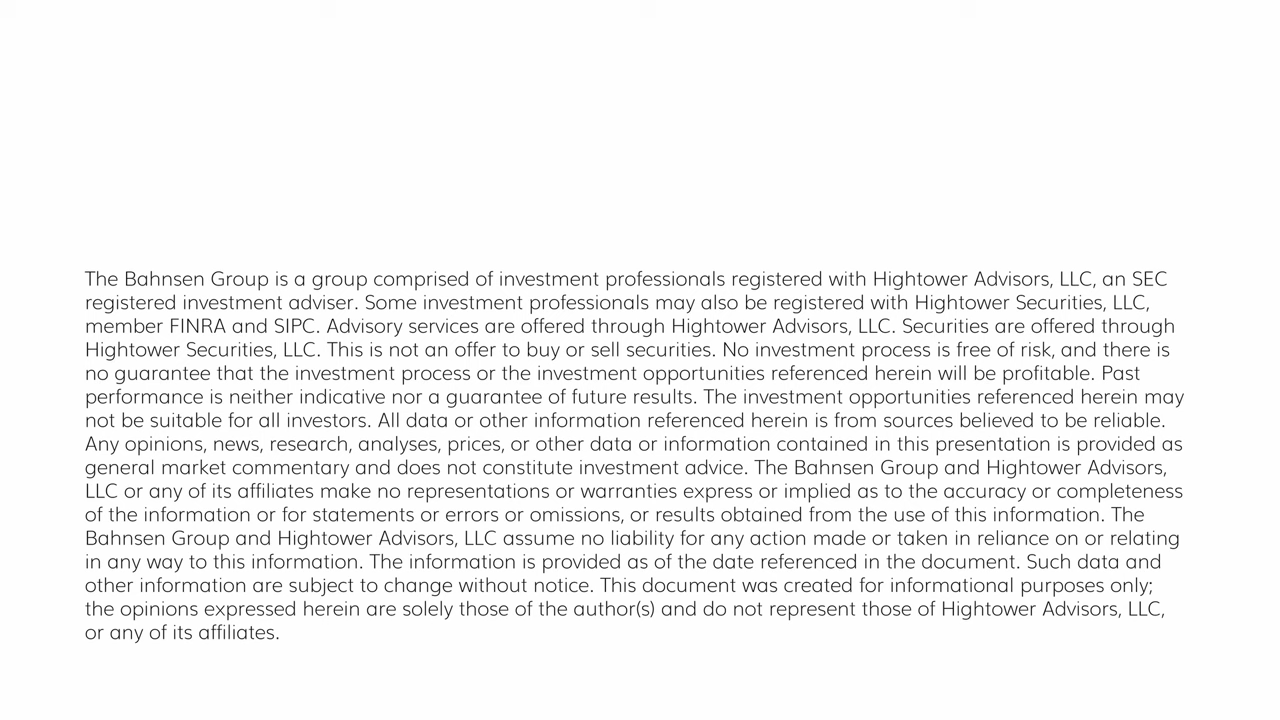 The Bahnsen Group is a group comprised of investment professionals registered with Hightower Advisors, LLC, an SEC
registered investment adviser. Some investment professionals may also be registered with Hightower Securities, LLC,
member FINRA and SIPC. Advisory services are offered through Hightower Advisors, LLC. Securities are offered through
Hightower Securities, LLC. This is not an offer to buy or sell securities. No investment process is free of risk, and there is
no guarantee that the investment process or the investment opportunities referenced herein will be profitable. Past
performance is neither indicative nor a guarantee of future results. The investment opportunities referenced herein may
not be suitable for all investors. All data or other information referenced herein is from sources believed to be reliable.
Any opinions, news, research, analyses, prices, or other data or information contained in this presentation is provided as
general market commentary and does not constitute investment advice. The Bahnsen Group and Hightower Advisors,
LLC or any of its affiliates make no representations or warranties express or implied as to the accuracy or completeness
of the information or for statements or errors or omissions, or results obtained from the use of this information. The
Bahnsen Group and Hightower Advisors, LLC assume no liability for any action made or taken in reliance on or relating
in any way to this information. The information is provided as of the date referenced in the document. Such data and
other information are subject to change without notice. This document was created for informational purposes only;
the opinions expressed herein are solely those of the author(s) and do not represent those of Hightower Advisors, LLC,
or any of its affiliates.